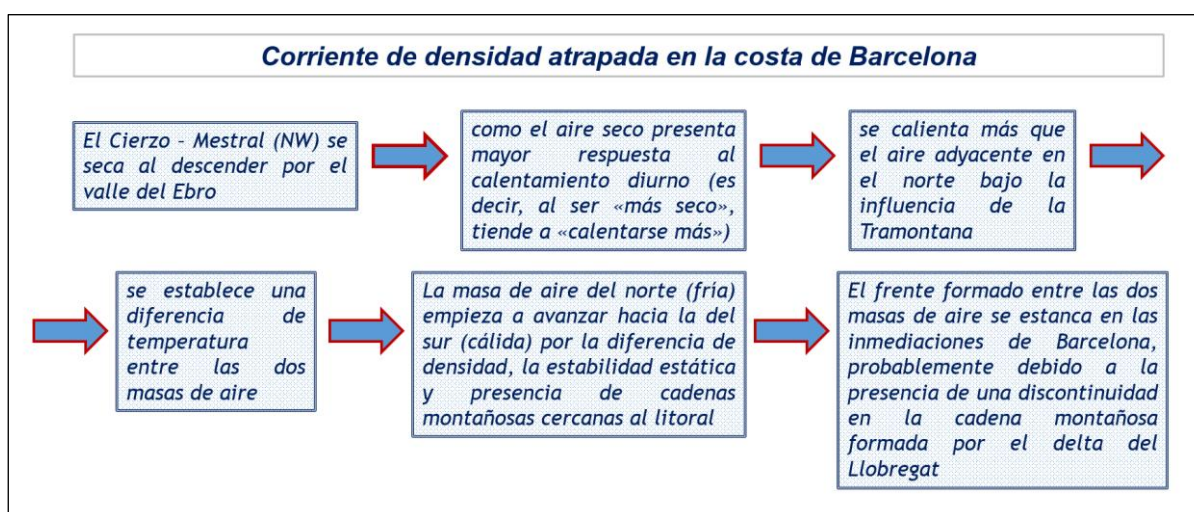 Corriente de densidad atrapada en la costa de Barcelona
El Cierzo - Mestral (NW) se
seca al descender por el
valle del Ebro
como el aire seco presenta
mayor respuesta al
calentamiento diurno (es
decir, al ser «más seco»,
tiende a «calentarse más»)
se calienta más que
el aire adyacente en
el norte bajo la
influencia de la
Tramontana
se establece una
diferencia de
temperatura
entre las dos
masas de aire
La masa de aire del norte (fría)
empieza a avanzar hacia la del
sur (cálida) por la diferencia de
densidad, la estabilidad estática
y presencia de cadenas
montañosas cercanas al litoral
El frente formado entre las dos
masas de aire se estanca en las
inmediaciones de Barcelona,
probablemente debido a la
presencia de una discontinuidad
en la cadena montañosa
formada por el delta del
Llobregat